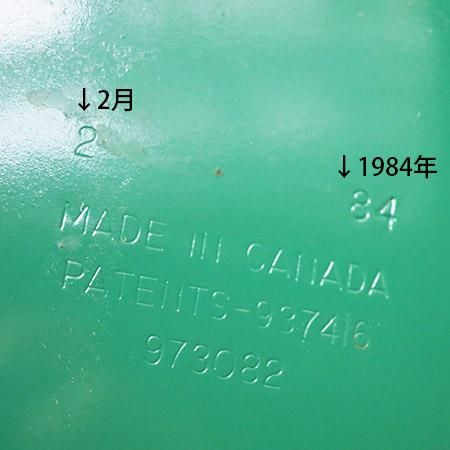 ↓2月
2
↓1984年
84
MADE IN CANADA
PATENTS-937416
973082